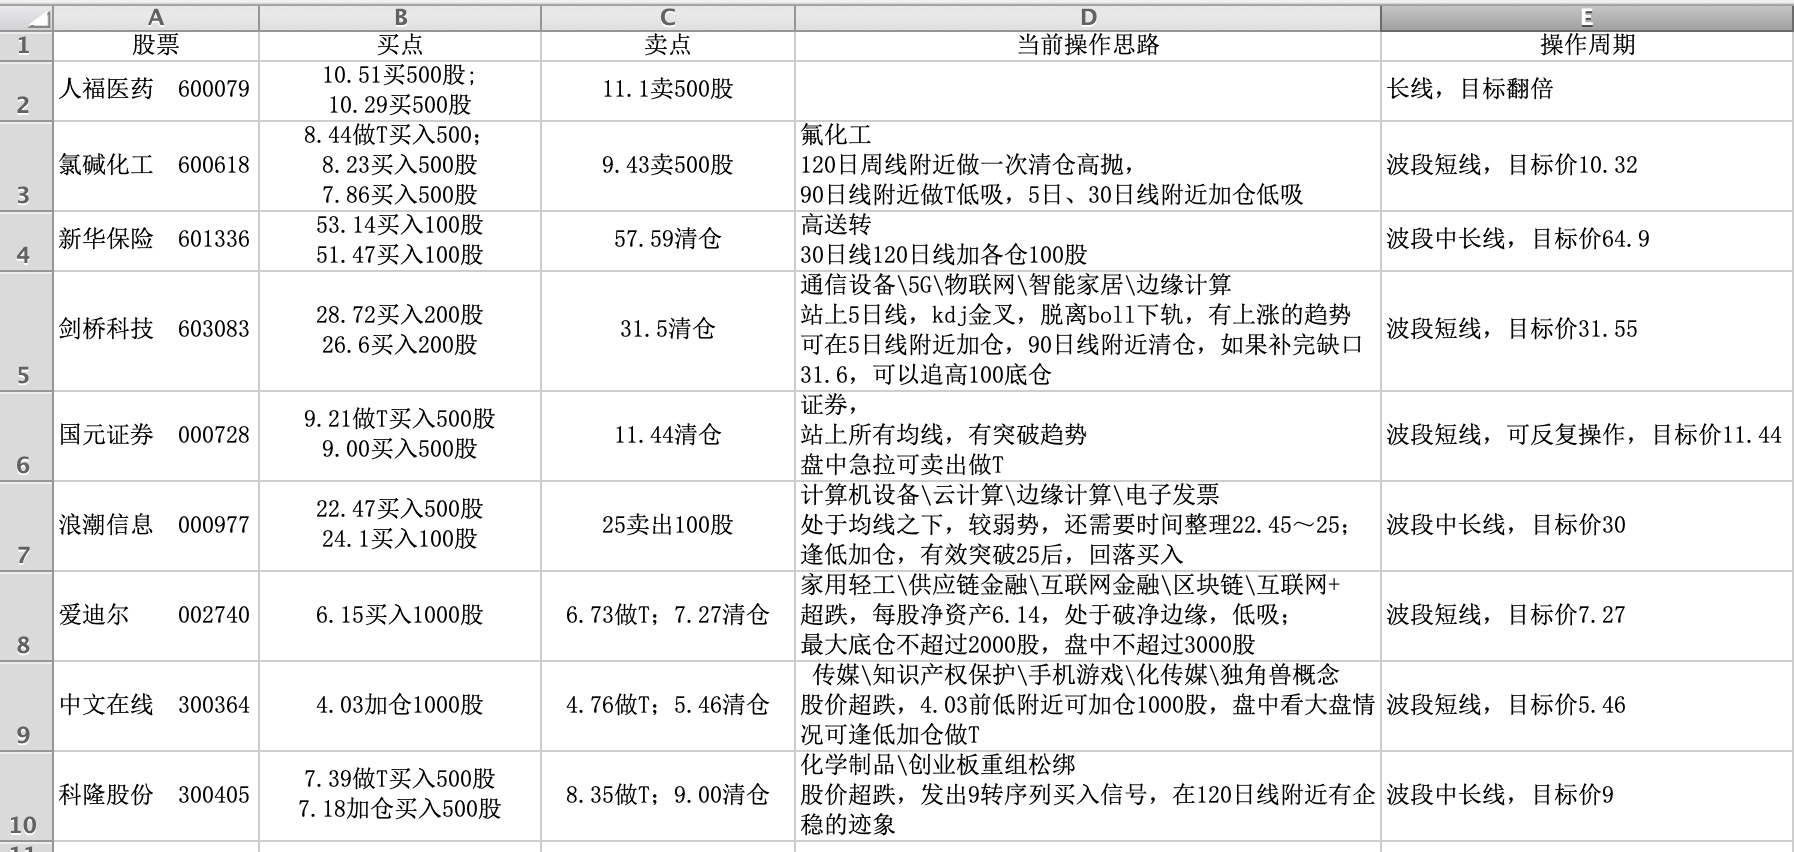 A B C D E
1 股票 买点 卖点 当前操作思路 操作周期
2 人福医药 600079
10.51买500股;
10.29买500股
11.1卖500股
长线，目标翻倍
3 氯碱化工 600618
8.44做T买入500；
8.23买入500股
7.86买入500股
9.43卖500股
氟化工
120日周线附近做一次清仓高抛，
90日线附近做T低吸，5日、30日线附近加仓低吸
波段短线，目标价10.32
4 新华保险 601336
53.14买入100股
51.47买入100股
57.59清仓
高送转
30日线120日线加各仓100股
波段中长线，目标价64.9
5 剑桥科技 603083
28.72买入200股
26.6买入200股
31.5清仓
通信设备\5G\物联网\智能家居\边缘计算
站上5日线，kdj金叉，脱离boll下轨，有上涨的趋势
可在5日线附近加仓，90日线附近清仓，如果补完缺口
31.6，可以追高100底仓
波段短线，目标价31.55
6 国元证券 000728
9.21做T买入500股
9.00买入500股
11.44清仓
证券，
站上所有均线，有突破趋势
盘中急拉可卖出做T
波段短线，可反复操作，目标价11.44
7 浪潮信息 000977
22.47买入500股
24.1买入100股
25卖出100股
计算机设备\云计算\边缘计算\电子发票
处于均线之下，较弱势，还需要时间整理22.45～25；
逢低加仓，有效突破25后，回落买入
波段中长线，目标价30
8 爱迪尔 002740
6.15买入1000股
6.73做T；7.27清仓
家用轻工\供应链金融\互联网金融\区块链\互联网+
超跌，每股净资产6.14，处于破净边缘，低吸；
最大底仓不超过2000股，盘中不超过3000股
波段短线，目标价7.27
9 中文在线 300364
4.03加仓1000股
4.76做T；5.46清仓
传媒\知识产权保护\手机游戏\化传媒\独角兽概念
股价超跌，4.03前低附近可加仓1000股，盘中看大盘情
况可逢低加仓做T
波段短线，目标价5.46
10 科隆股份 300405
7.39做T买入500股
7.18加仓买入500股
8.35做T；9.00清仓
化学制品\创业板重组松绑
股价超跌，发出9转序列买入信号，在120日线附近有企
稳的迹象
波段中长线，目标价9
11